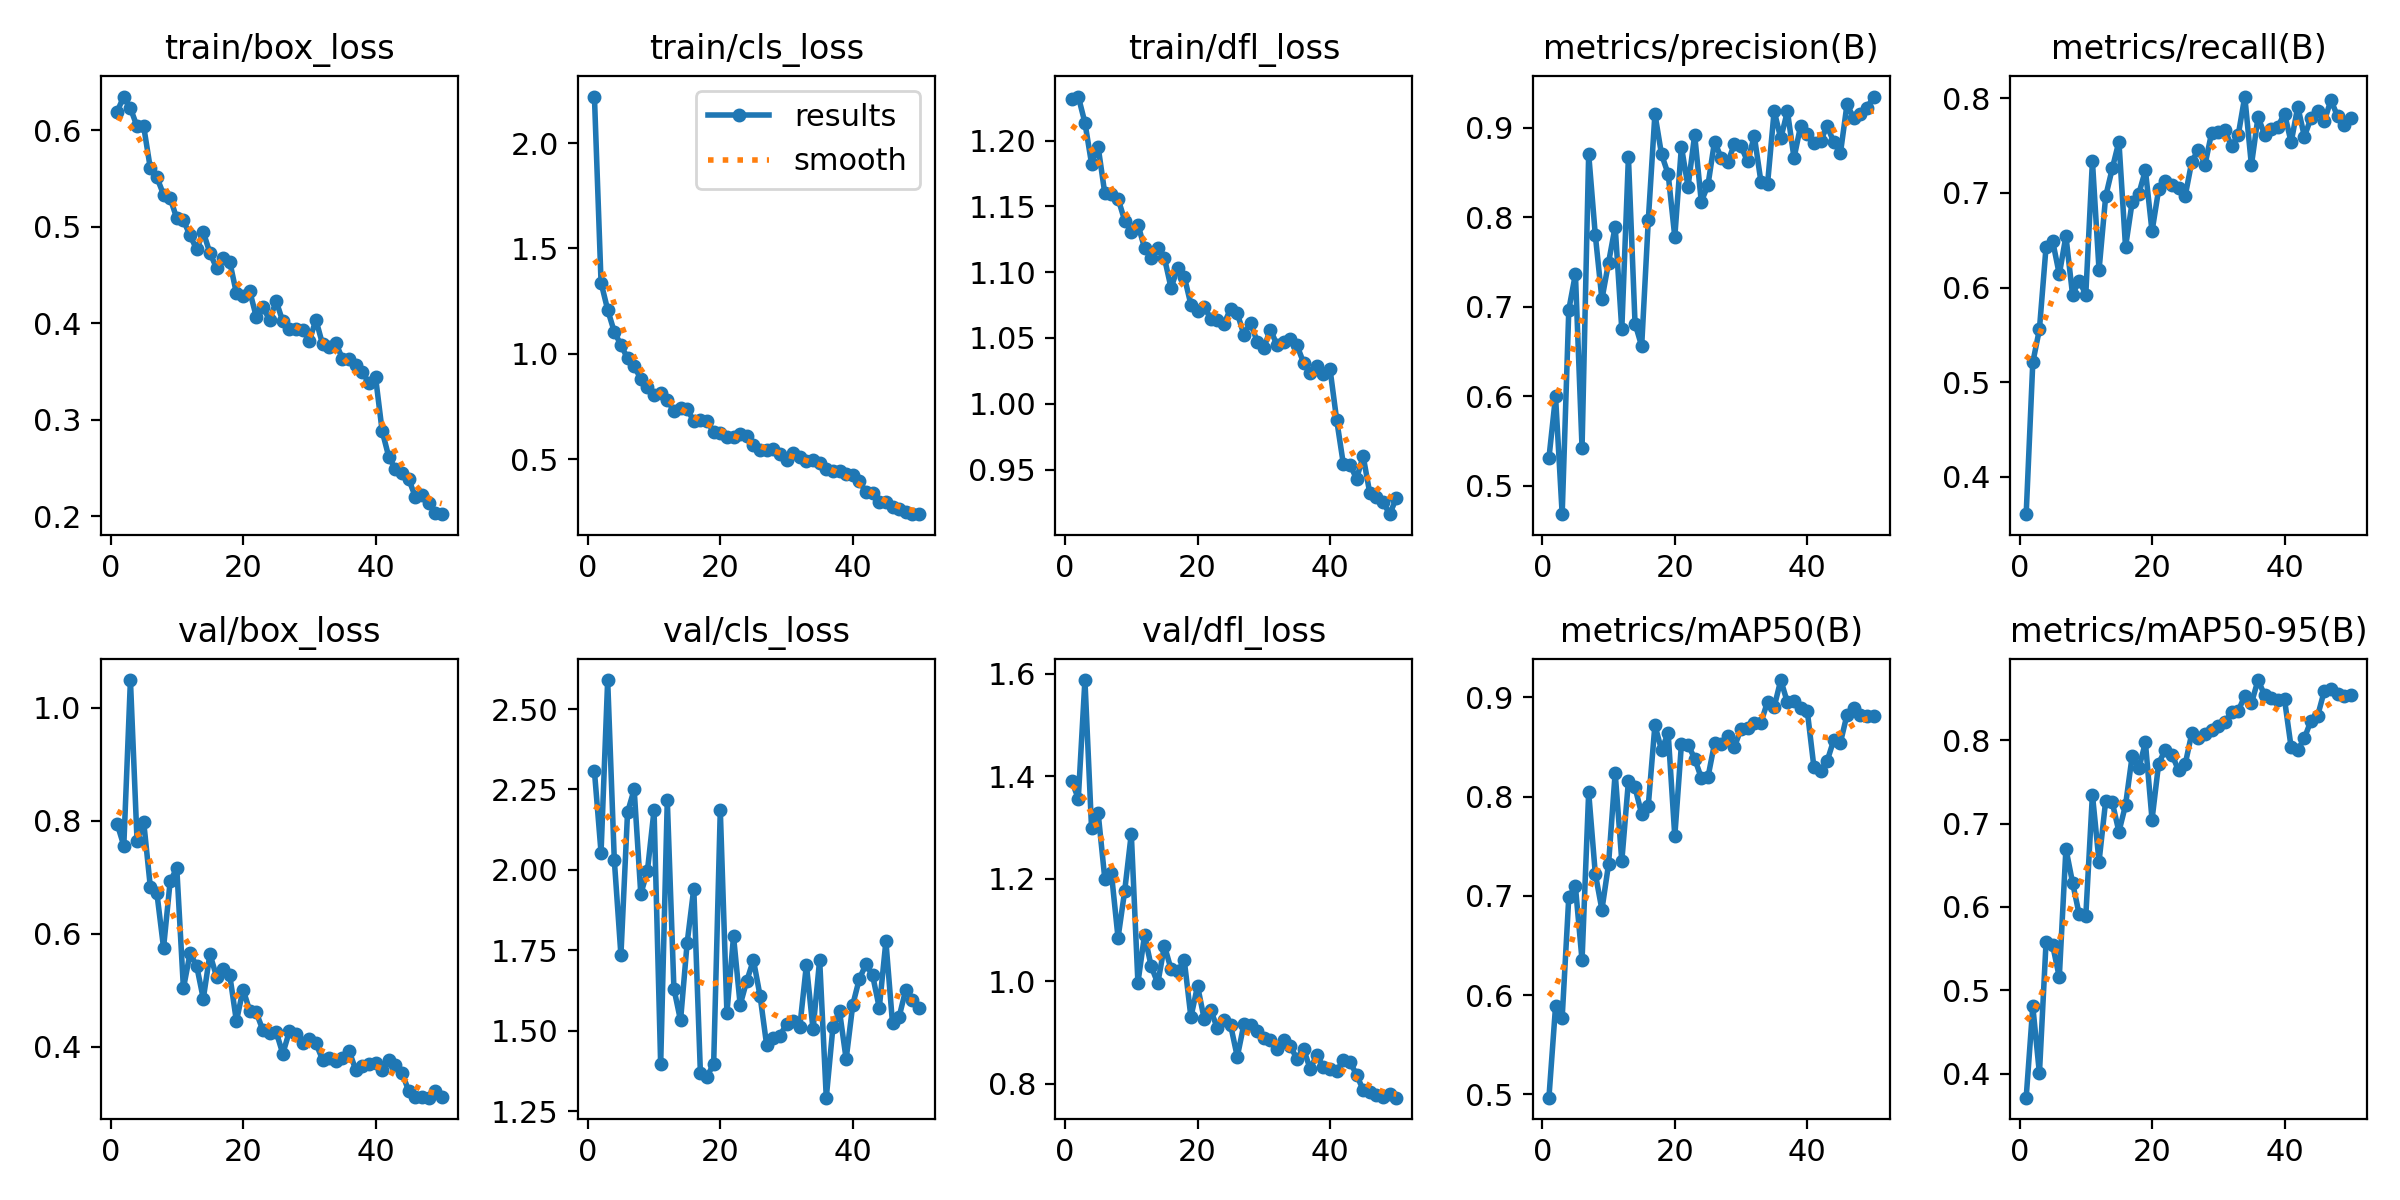 train/box_loss
0.6
0.5
0.4
0.3
0.2
0 20 40
train/cls_loss
results
smooth
2.0
1.5
1.0
0.5
0 20 40
train/dfl_loss
1.20
1.15
1.10
1.05
1.00
0.95
0 20 40
metrics/precision(B)
0.9
0.8
0.7
0.6
0.5
0 20 40
metrics/recall(B)
0.8
0.7
0.6
0.5
0.4
0 20 40
val/box_loss
1.0
0.8
0.6
0.4
0 20 40
val/cls_loss
2.50
2.25
2.00
1.75
1.50
1.25
0 20 40
val/dfl_loss
1.6
1.4
1.2
1.0
0.8
0 20 40
metrics/mAP50(B)
0.9
0.8
0.7
0.6
0.5
0 20 40
metrics/mAP50-95(B)
0.8
0.7
0.6
0.5
0.4
0 20 40